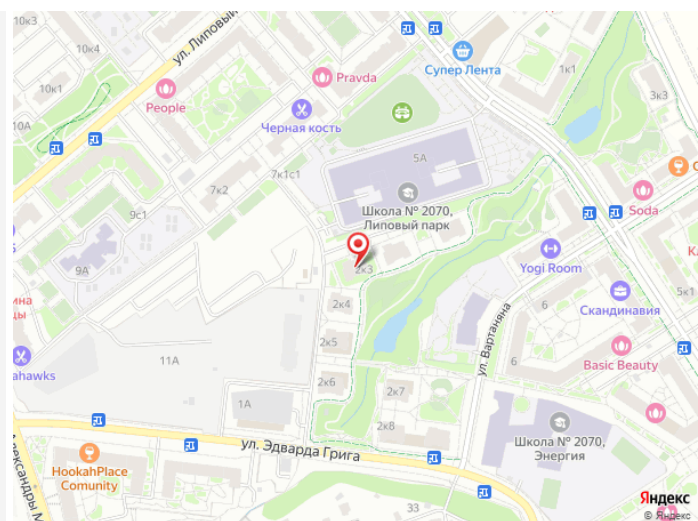 10к3
10к4
ул. Липовый
10к1
People
10А
Pravda
Черная кость
Супер Лента
1к1
3к3
5А
7к1с1
7к2
9с1
9А
Школа № 2070,
Липовый парк
2к3
2к4
2к5
2к6
2к7
2к8
11А
1А
ahawks
ул. Эдварда Грига
HookahPlace
Comunity
Александры М
Soda
Yogi Room
Скандинавия
5к1
6
6
ул. Вартаняна
Basic Beauty
Школа № 2070,
Энергия
33
Яндекс
© Яндекс